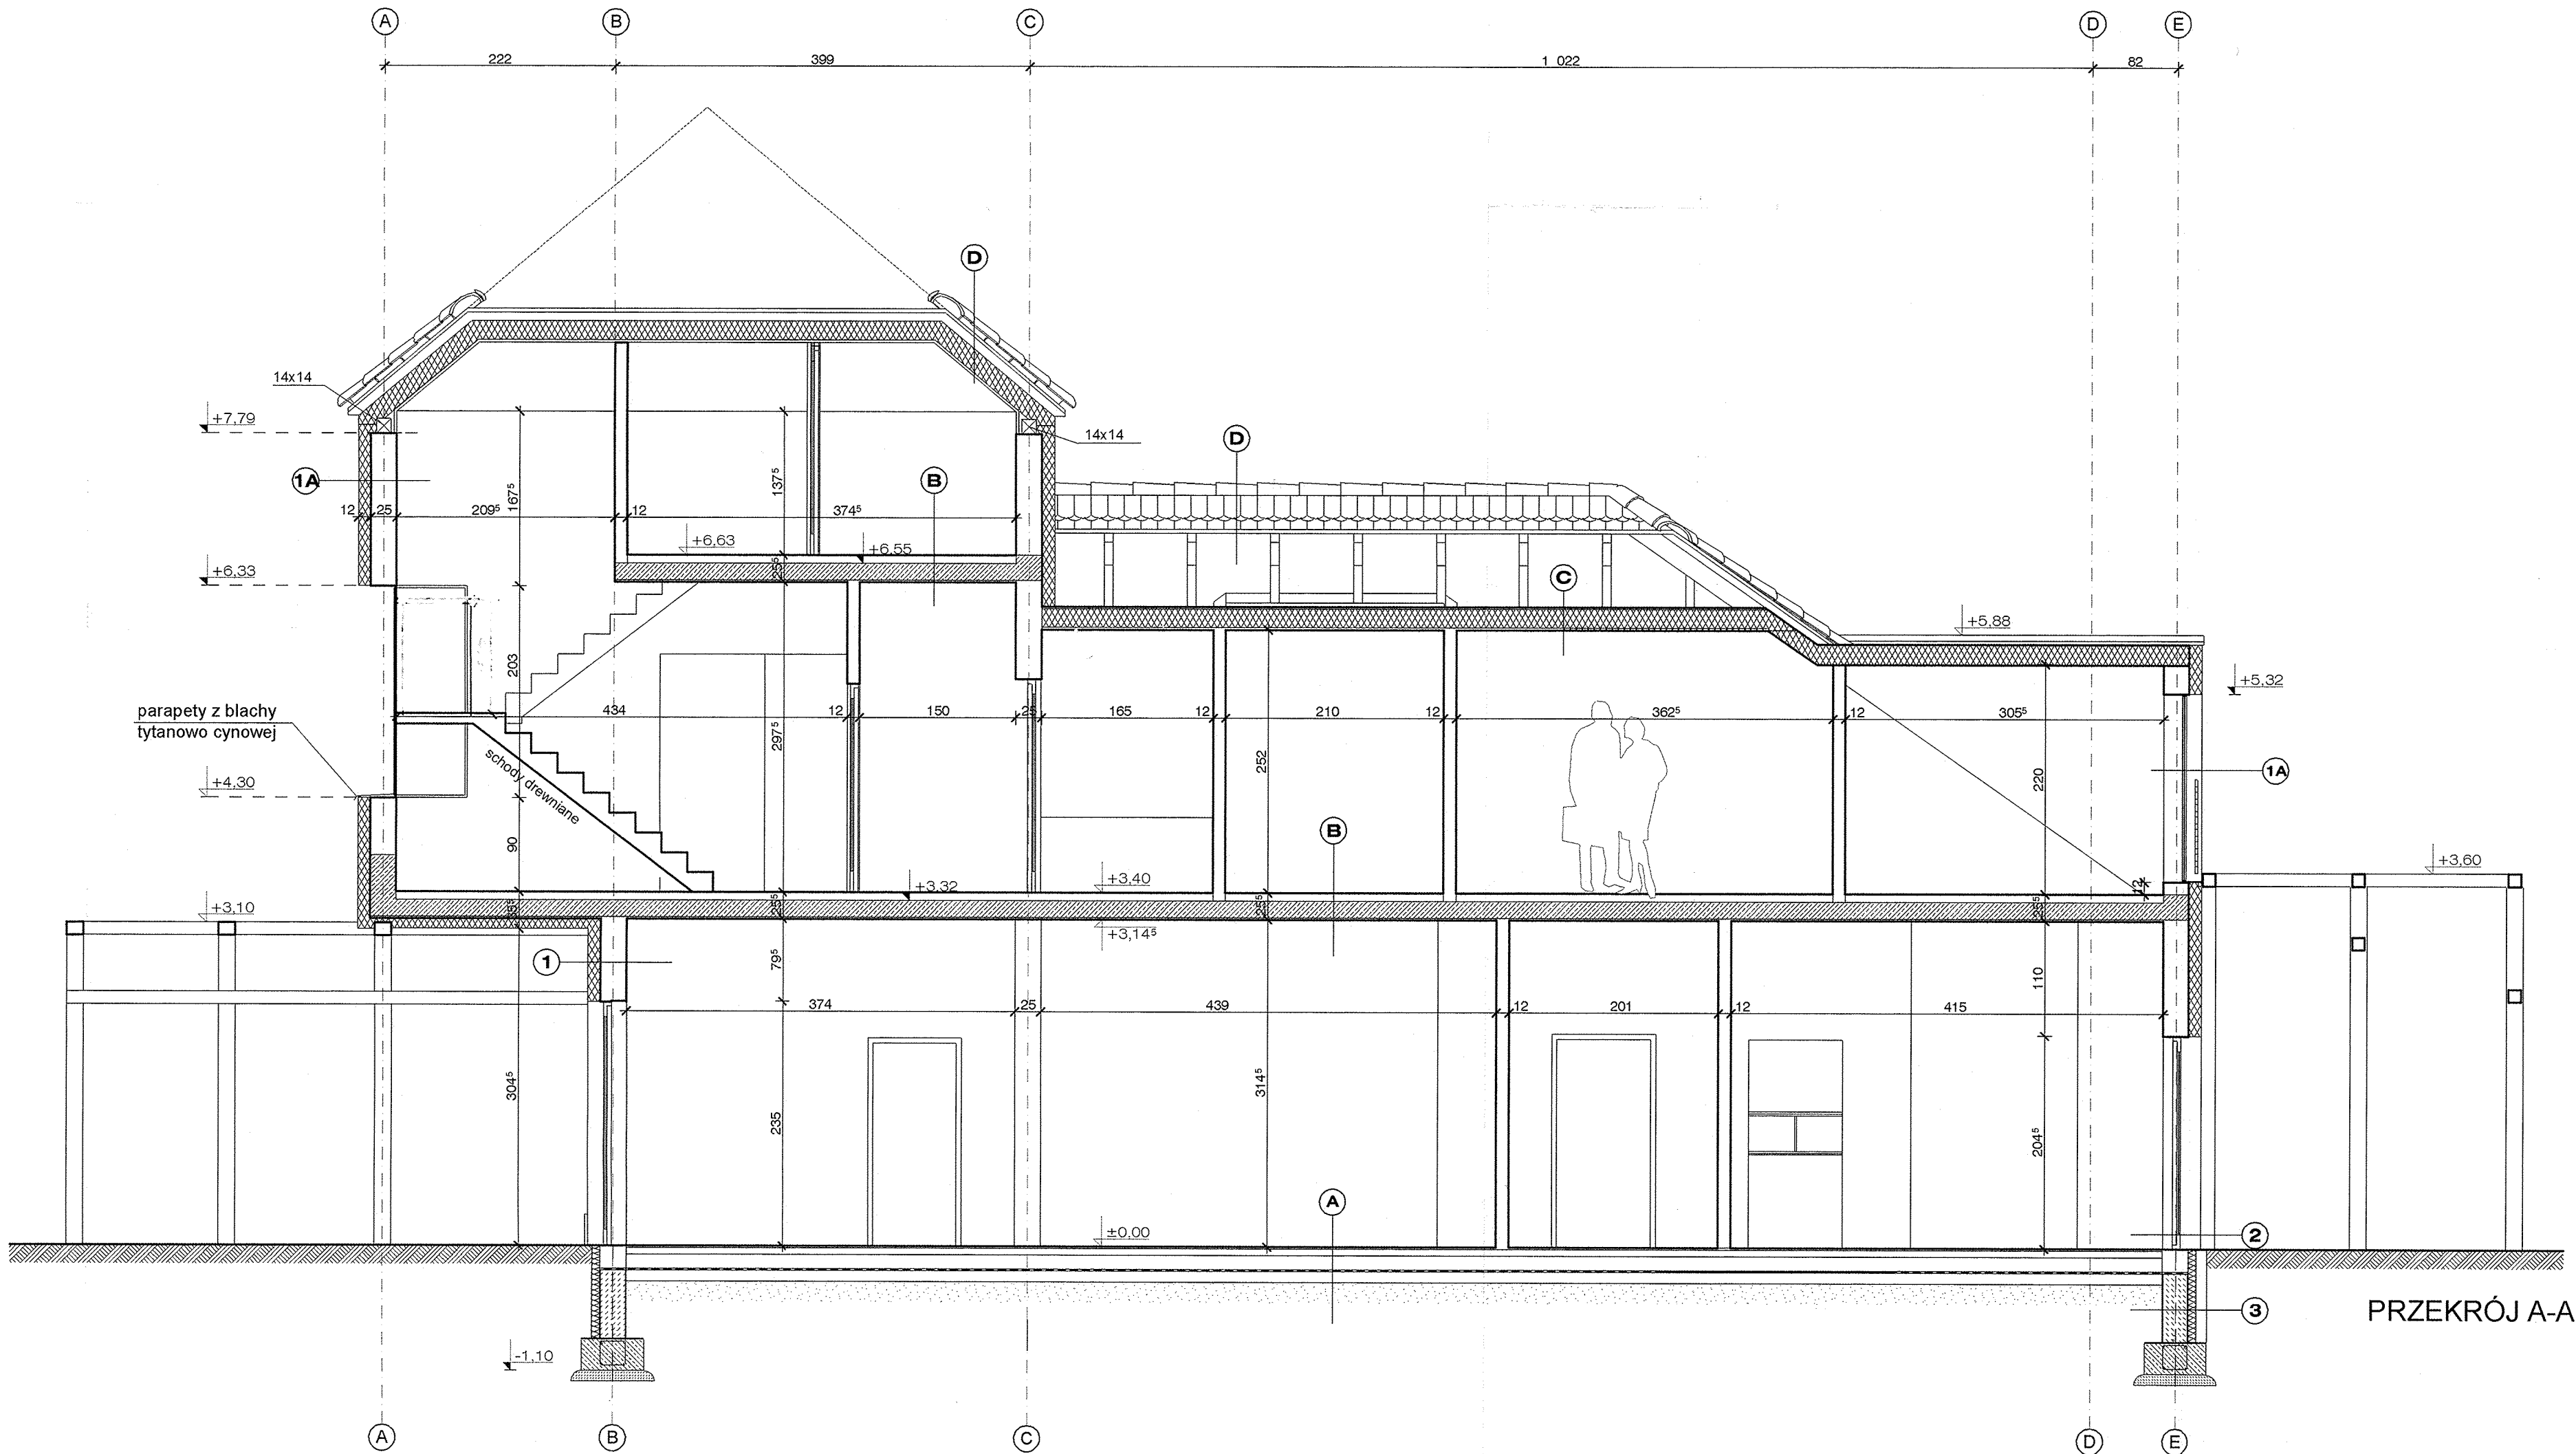 A B C D E
222 399 1 022 82
D
14x14
+7,79
14x14
D
1A
B
167⁵
137⁵
12 25 209⁵ 12 374⁵
+6,63
+6,55
25⁵
+6,33
C
+5,88
+5,32
203
parapety z blachy
tytanowo cynowej
434 12 150 25 165 12 210 12 362⁵ 12 305⁵
297⁵
252
220
1A
schody drewniane
+4,30
90
B
+3,60
+3,40
+3,32
12
25⁵
25⁵
25⁵
+3,10
+3,14⁵
1
79⁵
110
374 25 439 12 201 12 415
304⁵
235
314⁵
204⁵
A
±0,00
2
3
PRZEKRÓJ A-A
-1,10
A B C D E